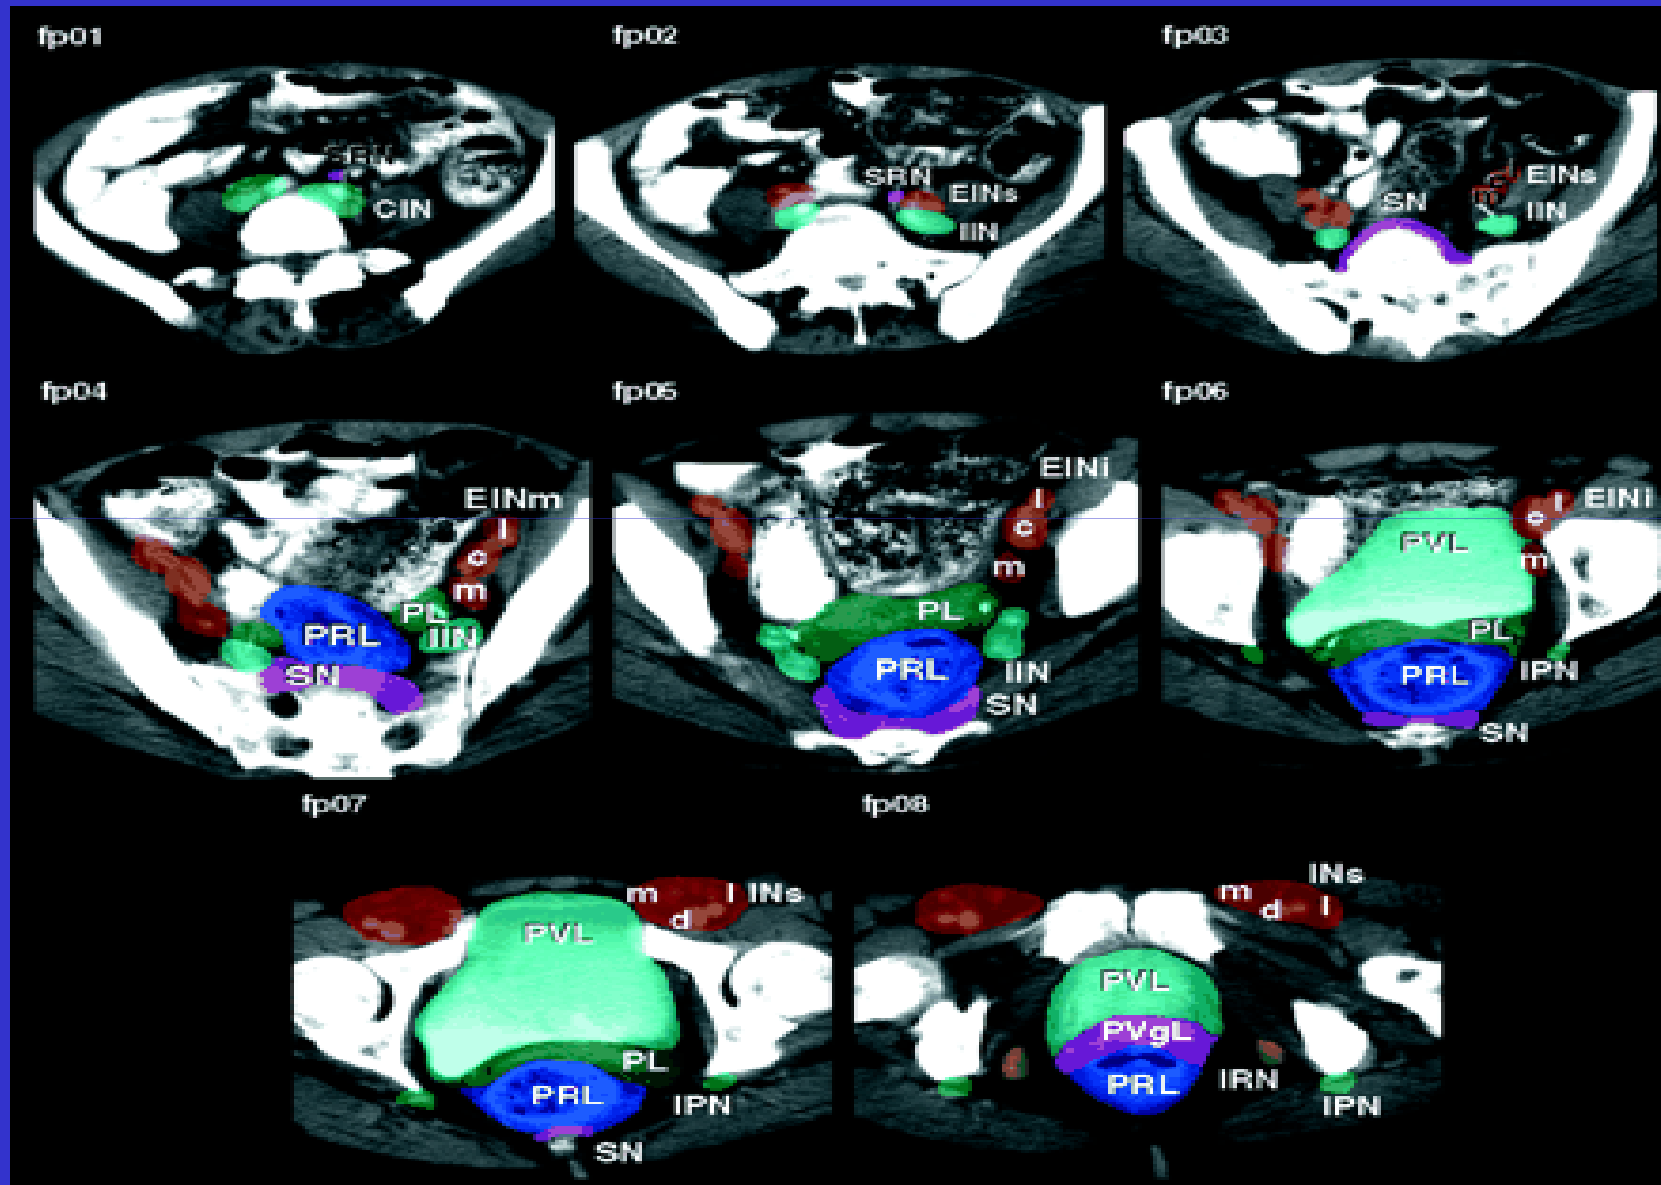 fp01
SRN
CIN
fp02
SRN
EINs
IIN
fp03
EINs
SN
IIN
fp04
EINm
l
c
m
PL
PRL
IIN
SN
fp05
EINi
l
c
m
PL
PRL
IIN
SN
fp06
l
EINi
c
PVL
m
PL
PRL
IPN
SN
fp07
m
l
INs
d
PVL
PL
PRL
IPN
SN
fp08
INs
m
d
l
PVL
PVgL
PRL
IRN
IPN